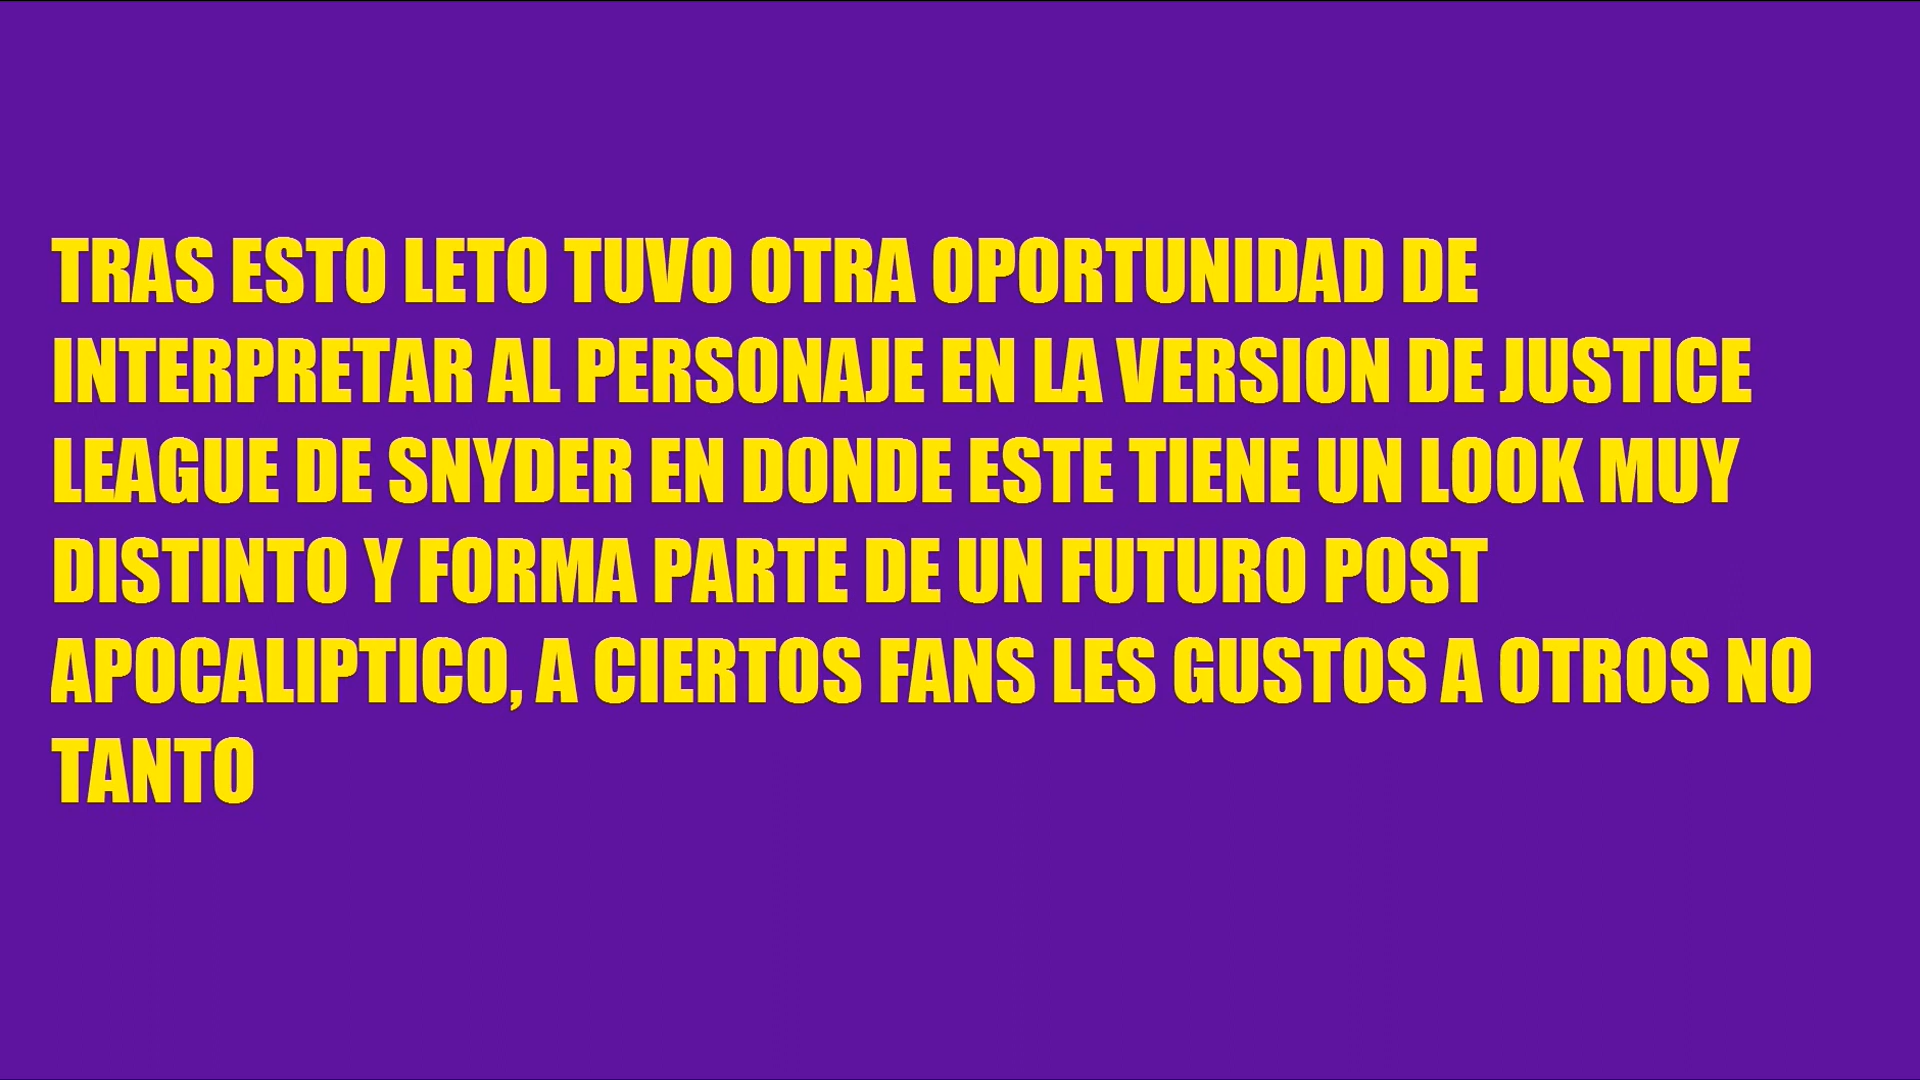 TRAS ESTO LETO TUVO OTRA OPORTUNIDAD DE
INTERPRETAR AL PERSONAJE EN LA VERSION DE JUSTICE
LEAGUE DE SNYDER EN DONDE ESTE TIENE UN LOOK MUY
DISTINTO Y FORMA PARTE DE UN FUTURO POST
APOCALIPTICO, A CIERTOS FANS LES GUSTOS A OTROS NO
TANTO